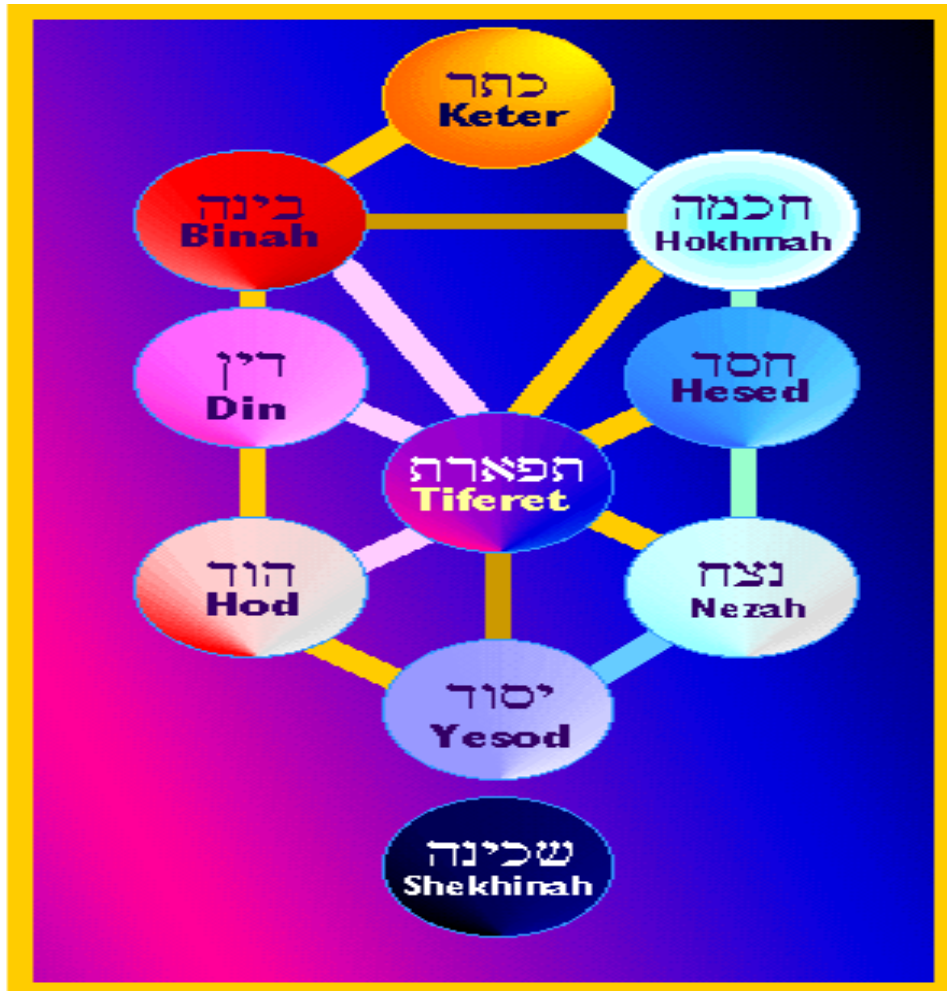 כתר
Keter
בינה
Binah
חכמה
Hokhmah
דין
Din
חסד
Hesed
תפארת
Tiferet
הוד
Hod
נצח
Nezah
יסוד
Yesod
שכינה
Shekhinah